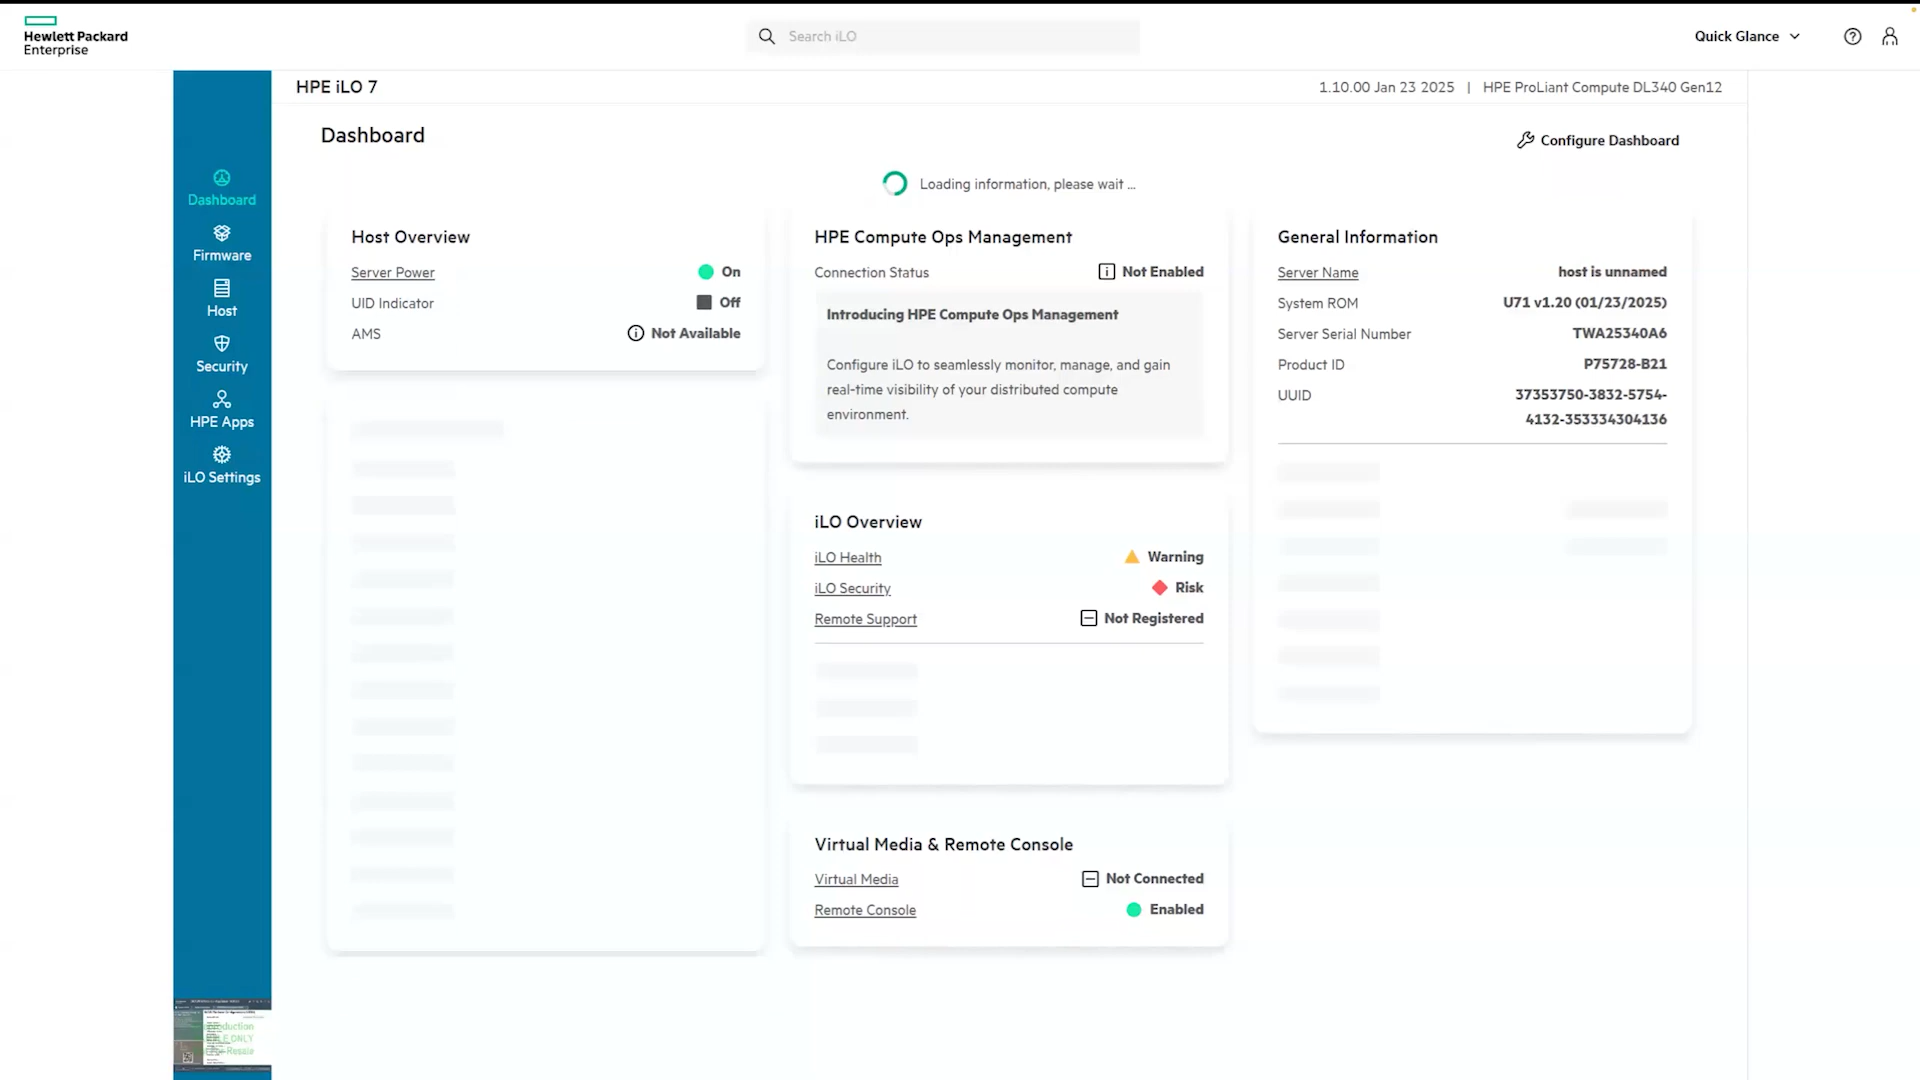 Hewlett Packard
Enterprise
Search iLO
Quick Glance
HPE iLO 7
1.10.00 Jan 23 2025 | HPE ProLiant Compute DL340 Gen12
Dashboard
Configure Dashboard
Loading information, please wait ...
Dashboard
Firmware
Host
Security
HPE Apps
iLO Settings
Host Overview
Server Power On
UID Indicator Off
AMS Not Available
HPE Compute Ops Management
Connection Status Not Enabled
Introducing HPE Compute Ops Management
Configure iLO to seamlessly monitor, manage, and gain
real-time visibility of your distributed compute
environment.
iLO Overview
iLO Health Warning
iLO Security Risk
Remote Support Not Registered
Virtual Media & Remote Console
Virtual Media Not Connected
Remote Console Enabled
General Information
Server Name host is unnamed
System ROM U71 v1.20 (01/23/2025)
Server Serial Number TWA25340A6
Product ID P75728-B21
UUID 37353750-3832-5754-
4132-353334304136